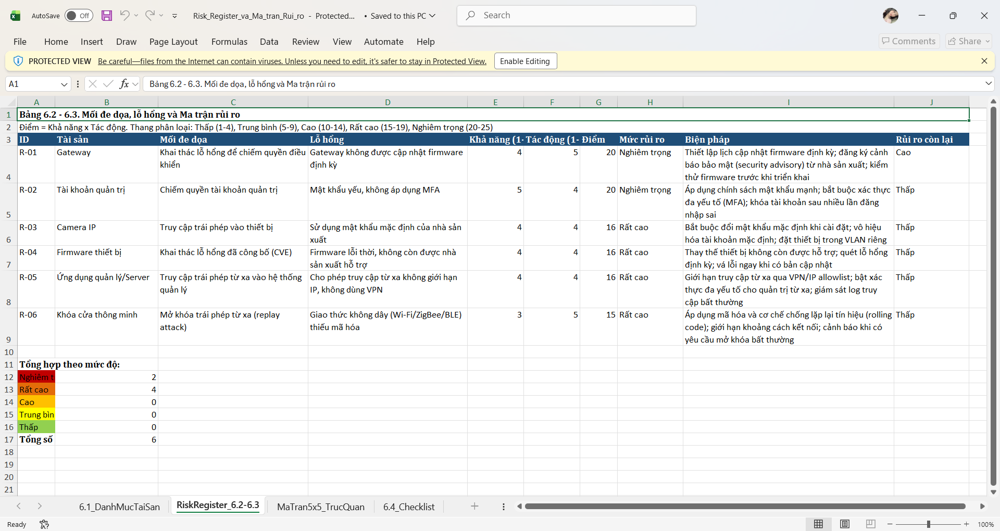 AutoSave Off Risk_Register_va_Ma_tran_Rui_ro - Protected... • Saved to this PC Search
File Home Insert Draw Page Layout Formulas Data Review View Automate Help Comments Share
PROTECTED VIEW Be careful—files from the Internet can contain viruses. Unless you need to edit, it's safer to stay in Protected View. Enable Editing
A1 fx Bảng 6.2 - 6.3. Mối đe dọa, lỗ hổng và Ma trận rủi ro
A B C D E F G H I J
1 Bảng 6.2 - 6.3. Mối đe dọa, lỗ hổng và Ma trận rủi ro
2 Điểm = Khả năng x Tác động. Thang phân loại: Thấp (1-4), Trung bình (5-9), Cao (10-14), Rất cao (15-19), Nghiêm trọng (20-25)
3 ID Tài sản Mối đe dọa Lỗ hổng Khả năng (1- Tác động (1- Điểm Mức rủi ro Biện pháp Rủi ro còn lại
R-01 Gateway Khai thác lỗ hổng để chiếm quyền điều Gateway không được cập nhật firmware 4 5 20 Nghiêm trọng Thiết lập lịch cập nhật firmware định kỳ; đăng ký cảnh Cao
khiển định kỳ báo bảo mật (security advisory) từ nhà sản xuất; kiểm
4 thử firmware trước khi triển khai
R-02 Tài khoản quản trị Chiếm quyền tài khoản quản trị Mật khẩu yếu, không áp dụng MFA 5 4 20 Nghiêm trọng Áp dụng chính sách mật khẩu mạnh; bắt buộc xác thực Thấp
đa yếu tố (MFA); khóa tài khoản sau nhiều lần đăng
5 nhập sai
R-03 Camera IP Truy cập trái phép vào thiết bị Sử dụng mật khẩu mặc định của nhà sản 4 4 16 Rất cao Bắt buộc đổi mật khẩu mặc định khi cài đặt; vô hiệu Thấp
6 xuất hóa tài khoản mặc định; đặt thiết bị trong VLAN riêng
R-04 Firmware thiết bị Khai thác lỗ hổng đã công bố (CVE) Firmware lỗi thời, không còn được nhà 4 4 16 Rất cao Thay thế thiết bị không còn được hỗ trợ; quét lỗ hổng Thấp
7 sản xuất hỗ trợ định kỳ; vá lỗi ngay khi có bản cập nhật
R-05 Ứng dụng quản lý/Server Truy cập trái phép từ xa vào hệ thống Cho phép truy cập từ xa không giới hạn 4 4 16 Rất cao Giới hạn truy cập từ xa qua VPN/IP allowlist; bật xác Thấp
quản lý IP, không dùng VPN thực đa yếu tố cho quản trị từ xa; giám sát log truy
8 cập bất thường
R-06 Khóa cửa thông minh Mở khóa trái phép từ xa (replay Giao thức không dây (Wi-Fi/ZigBee/BLE) 3 5 15 Rất cao Áp dụng mã hóa và cơ chế chống lặp lại tín hiệu (rolling Thấp
attack) thiếu mã hóa code); giới hạn khoảng cách kết nối; cảnh báo khi có
9 yêu cầu mở khóa bất thường
10
11 Tổng hợp theo mức độ:
12 Nghiêm t 2
13 Rất cao 4
14 Cao 0
15 Trung bìn 0
16 Thấp 0
17 Tổng số 6
18
19
20
21
6.1_DanhMucTaiSan RiskRegister_6.2-6.3 MaTran5x5_TrucQuan 6.4_Checklist
Ready 100%